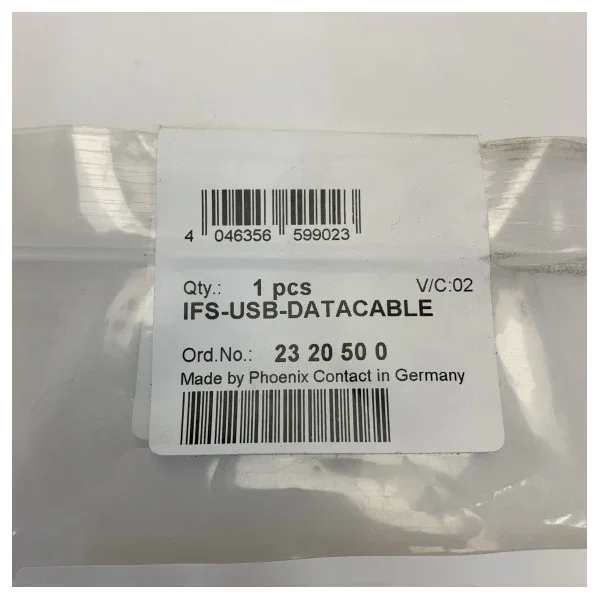 4 046356 599023
Qty.: 1 pcs V/C:02
IFS-USB-DATACABLE
Ord.No.: 23 20 50 0
Made by Phoenix Contact in Germany